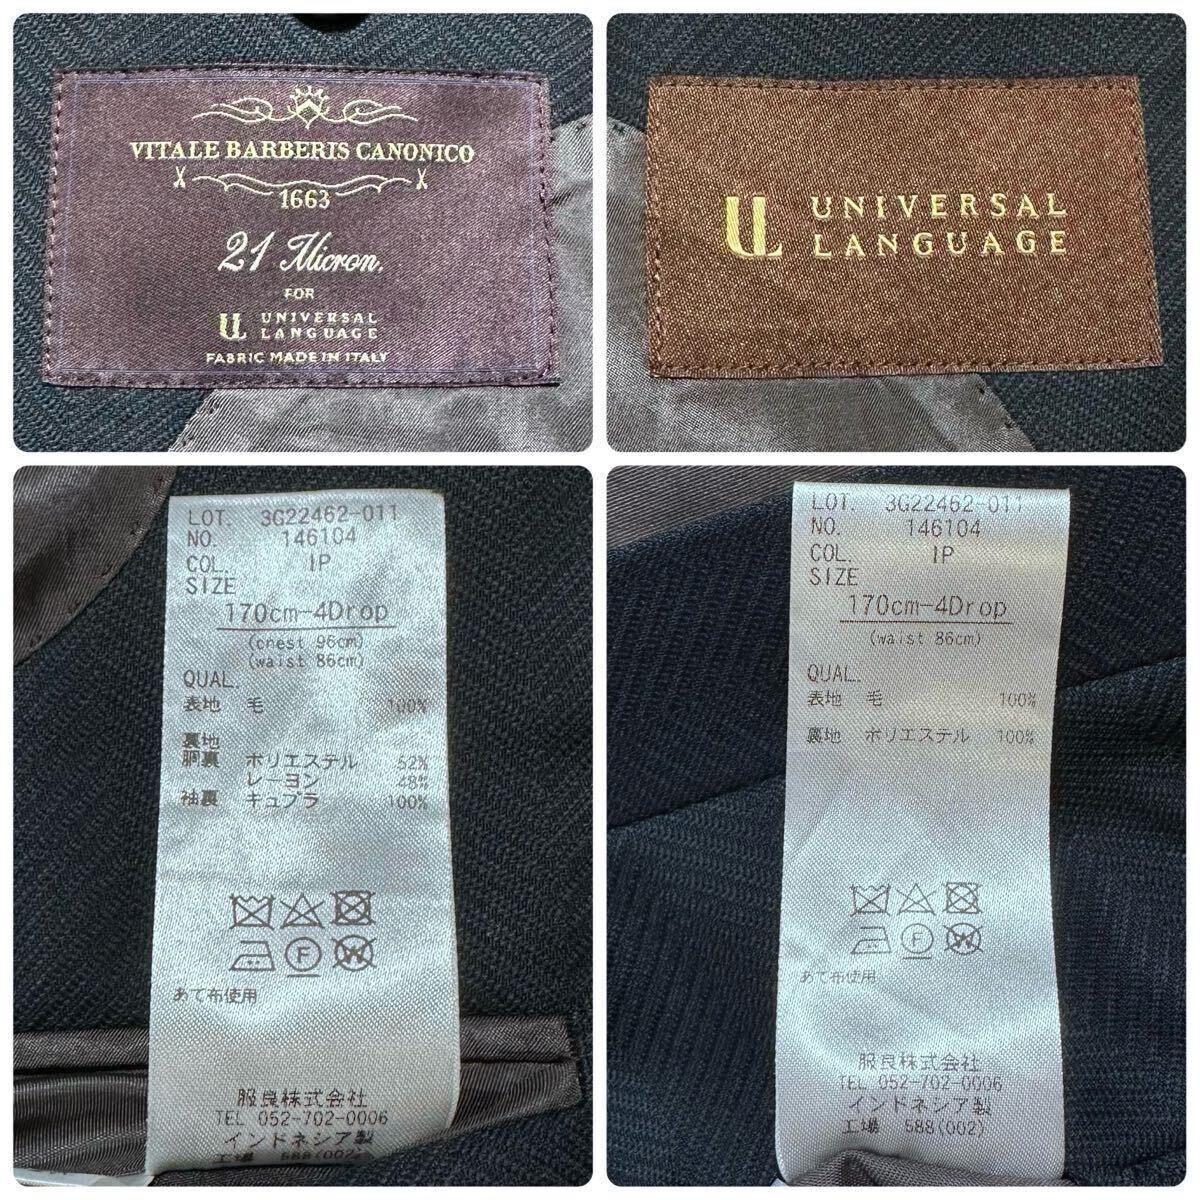 VITALE BARBERIS CANONICO
1663
21 Micron.
FOR
UL UNIVERSAL
LANGUAGE
FABRIC MADE IN ITALY
UL UNIVERSAL
LANGUAGE
LOT. 3G22462-011
NO. 146104
COL. IP
SIZE
170cm-4Drop
(chest 96cm)
(waist 86cm)
QUAL.
表地 毛 100%
裏地
胴裏 ポリエステル 52%
レーヨン 48%
袖裏 キュプラ 100%
F W
あて布使用
服良株式会社
TEL 052-702-0006
インドネシア製
工場 588(002)
LOT. 3G22462-011
NO. 146104
COL. IP
SIZE
170cm-4Drop
(waist 86cm)
QUAL.
表地 毛 100%
裏地 ポリエステル 100%
F W
あて布使用
服良株式会社
TEL 052-702-0006
インドネシア製
工場 588(002)